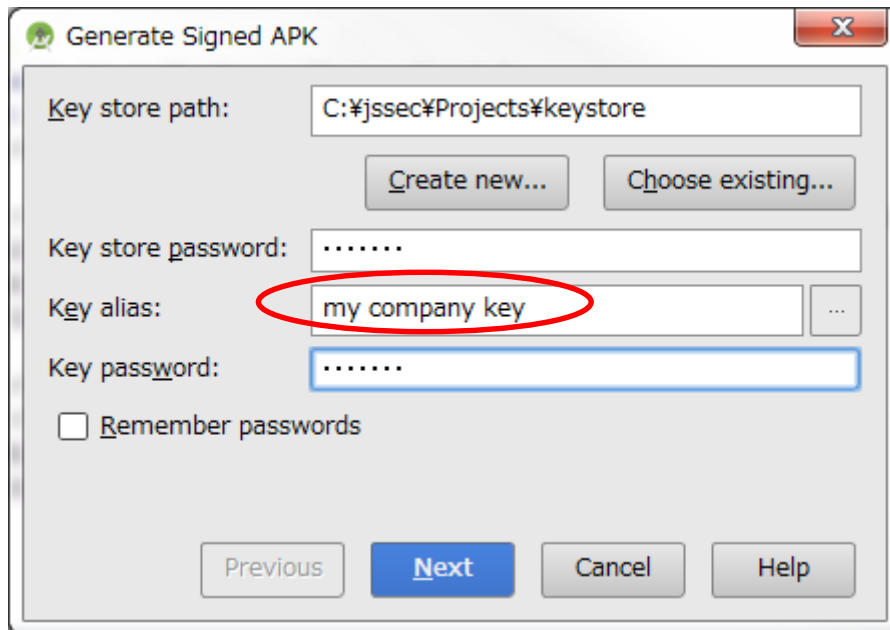 Generate Signed APK
Key store path: C:¥jssec¥Projects¥keystore
Create new... Choose existing...
Key store password: ·······
Key alias: my company key ...
Key password: ·······
Remember passwords
Previous Next Cancel Help